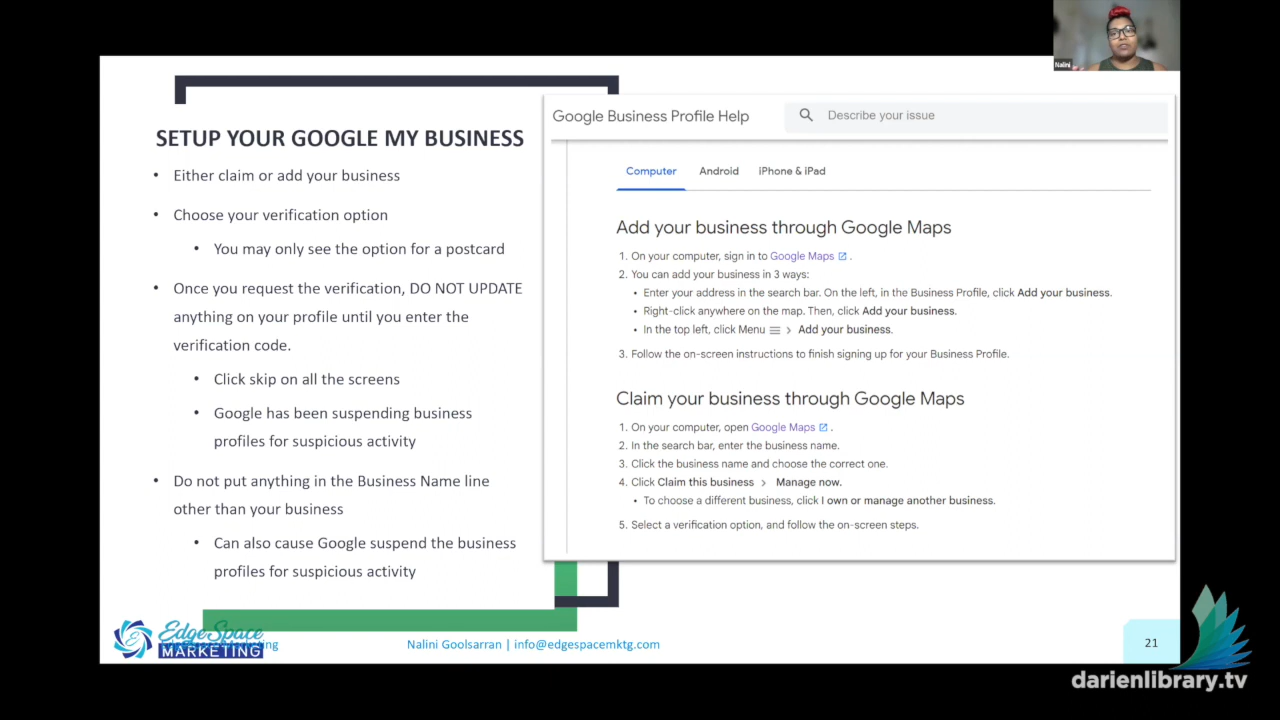 Nalini
SETUP YOUR GOOGLE MY BUSINESS
• Either claim or add your business
• Choose your verification option
• You may only see the option for a postcard
• Once you request the verification, DO NOT UPDATE
anything on your profile until you enter the
verification code.
• Click skip on all the screens
• Google has been suspending business
profiles for suspicious activity
• Do not put anything in the Business Name line
other than your business
• Can also cause Google suspend the business
profiles for suspicious activity
Google Business Profile Help
Describe your issue
Computer Android iPhone & iPad
Add your business through Google Maps
1. On your computer, sign in to Google Maps .
2. You can add your business in 3 ways:
• Enter your address in the search bar. On the left, in the Business Profile, click Add your business.
• Right-click anywhere on the map. Then, click Add your business.
• In the top left, click Menu > Add your business.
3. Follow the on-screen instructions to finish signing up for your Business Profile.
Claim your business through Google Maps
1. On your computer, open Google Maps .
2. In the search bar, enter the business name.
3. Click the business name and choose the correct one.
4. Click Claim this business > Manage now.
• To choose a different business, click I own or manage another business.
5. Select a verification option, and follow the on-screen steps.
EdgeSpace
MARKETING
EdgeSpace Marketing
Nalini Goolsarran | info@edgespacemktg.com
21
darienlibrary.tv